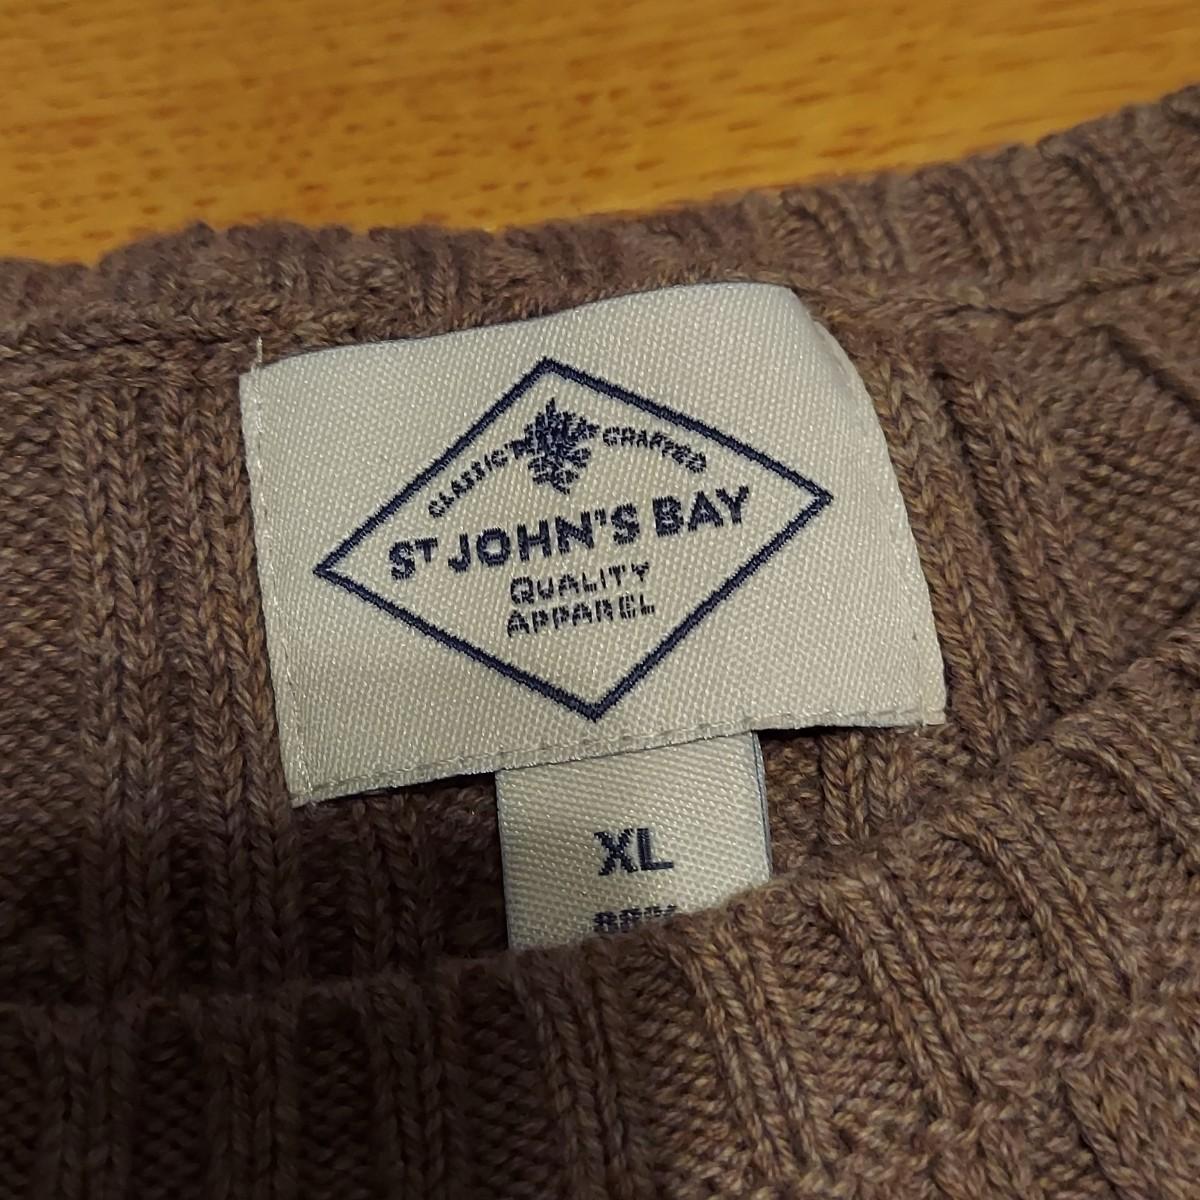 CLASSIC CRAFTED
ST JOHN'S BAY
QUALITY
APPAREL
XL